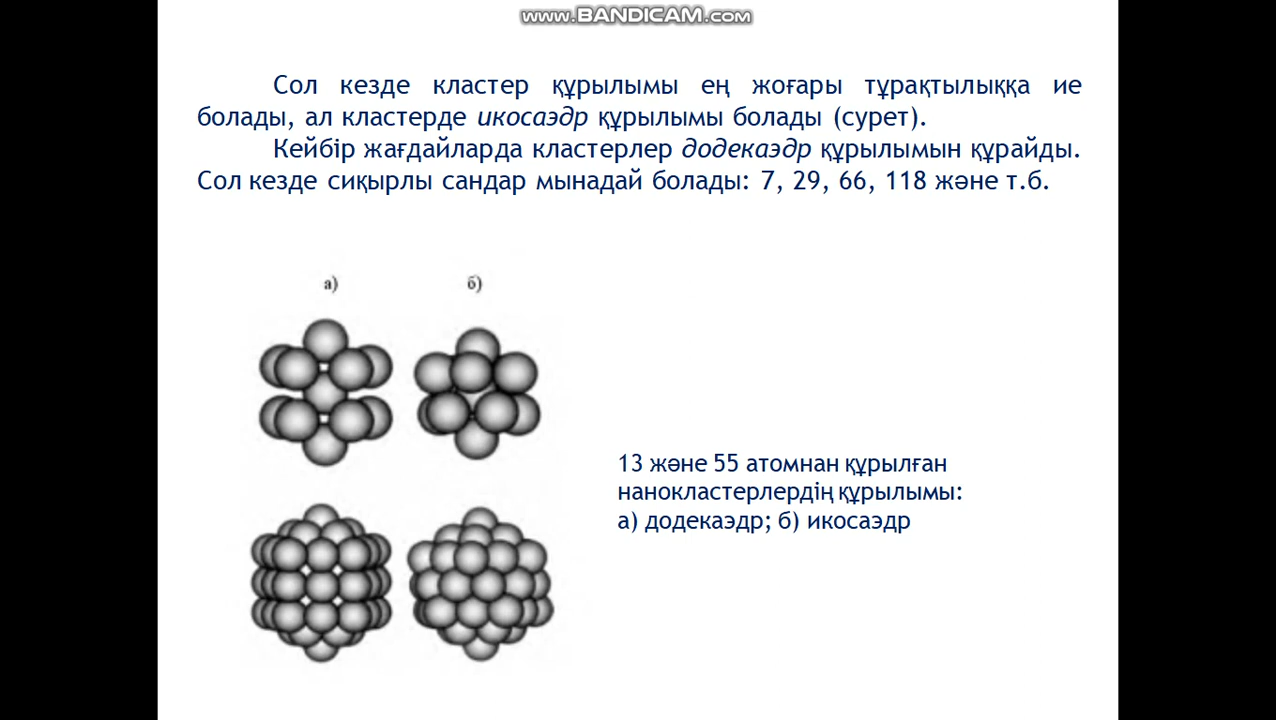 www.BANDICAM.com
Сол кезде кластер құрылымы ең жоғары тұрақтылыққа ие
болады, ал кластерде икосаэдр құрылымы болады (сурет).
Кейбір жағдайларда кластерлер додекаэдр құрылымын құрайды.
Сол кезде сиқырлы сандар мынадай болады: 7, 29, 66, 118 және т.б.
а) б)
13 және 55 атомнан құрылған
нанокластерлердің құрылымы:
а) додекаэдр; б) икосаэдр